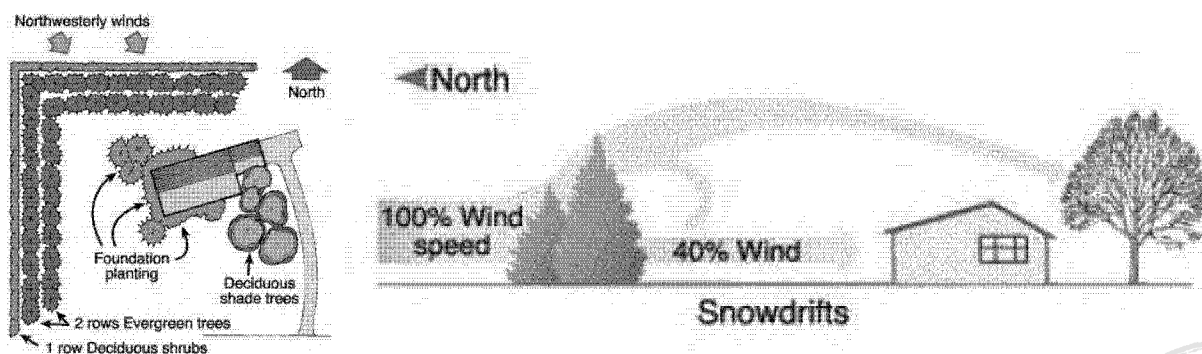 Northwesterly winds
North
Foundation
planting
Deciduous
shade trees
2 rows Evergreen trees
1 row Deciduous shrubs
North
100% Wind
speed
40% Wind
Snowdrifts